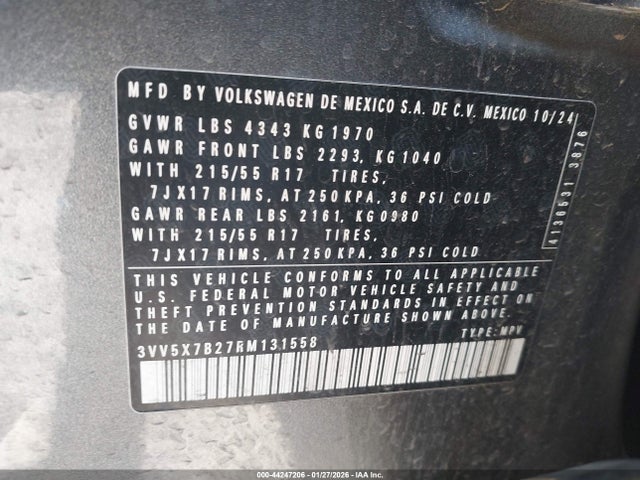 MFD BY VOLKSWAGEN DE MEXICO S.A. DE C.V. MEXICO 10/24
GVWR LBS 4343 KG 1970
GAWR FRONT LBS 2293, KG 1040
WITH 215/55 R17 TIRES,
7JX17 RIMS, AT 250 KPA, 36 PSI COLD
GAWR REAR LBS 2161, KG 0980
WITH 215/55 R17 TIRES,
7JX17 RIMS, AT 250 KPA, 36 PSI COLD
THIS VEHICLE CONFORMS TO ALL APPLICABLE
U.S. FEDERAL MOTOR VEHICLE SAFETY AND
THEFT PREVENTION STANDARDS IN EFFECT ON
THE DATE OF MANUFACTURE SHOWN ABOVE.
3VV5X7B27RM131558 TYPE: MPV
4136531 3876
000-44247206 - 01/27/2026 - IAA Inc.